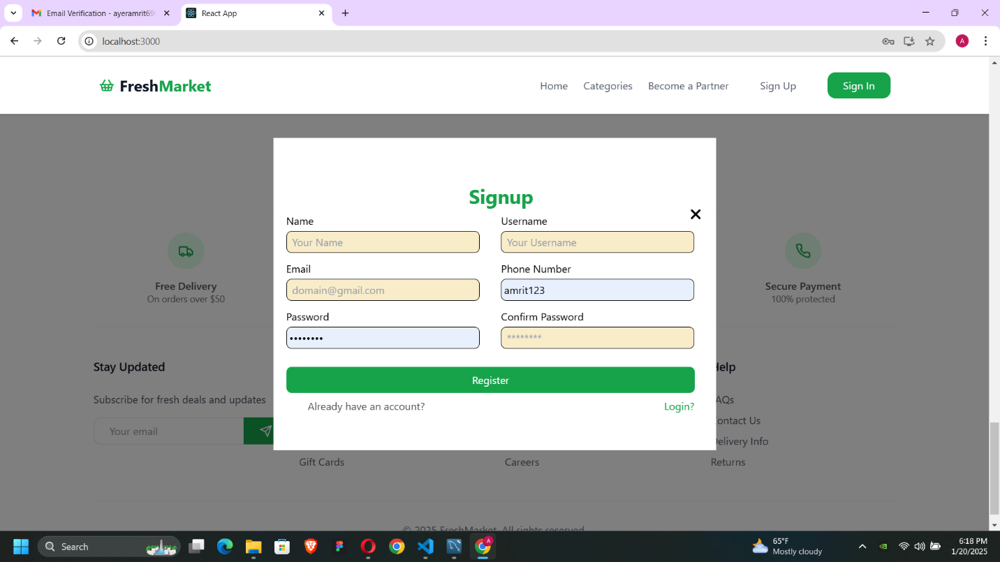 Email Verification - ayeramrit69
React App
localhost:3000
A
FreshMarket
Home
Categories
Become a Partner
Sign Up
Sign In
Signup
Name
Username
Your Name
Your Username
Email
Phone Number
domain@gmail.com
amrit123
Password
Confirm Password
••••••••
********
Register
Already have an account?
Login?
Free Delivery
On orders over $50
Secure Payment
100% protected
Stay Updated
Subscribe for fresh deals and updates
Your email
Help
FAQs
Contact Us
Delivery Info
Gift Cards
Careers
Returns
© 2025 FreshMarket. All rights reserved.
Search
A
65°F
Mostly cloudy
6:18 PM
1/20/2025